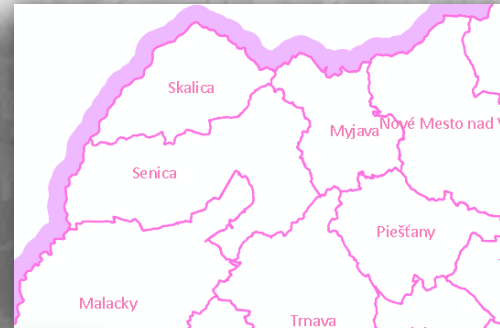 Skalica
Myjava
Nové Mesto nad
Senica
Piešťany
Malacky
Trnava